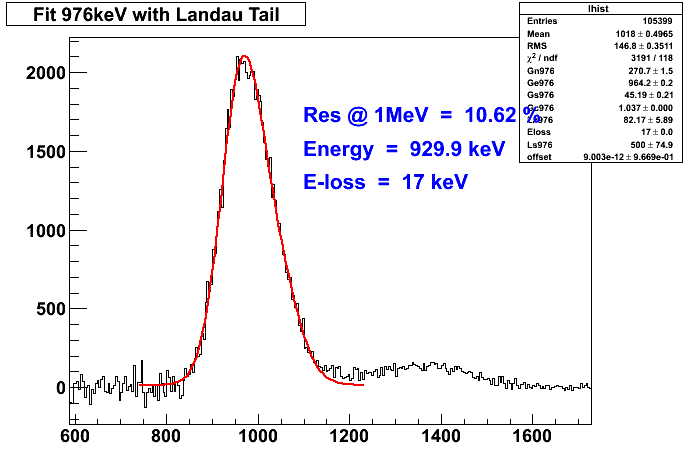 Fit 976keV with Landau Tail
lhist
Entries 105399
Mean 1018 ± 0.4965
RMS 146.8 ± 0.3511
χ² / ndf 3191 / 118
Gn976 270.7 ± 1.5
Ge976 964.2 ± 0.2
Gs976 45.19 ± 0.21
1.037 ± 0.000
82.17 ± 5.89
Eloss 17 ± 0.0
Ls976 500 ± 74.9
offset 9.003e-12 ± 9.669e-01
Res @ 1MeV = 10.62 %
Energy = 929.9 keV
E-loss = 17 keV
2000
1500
1000
500
0
600 800 1000 1200 1400 1600